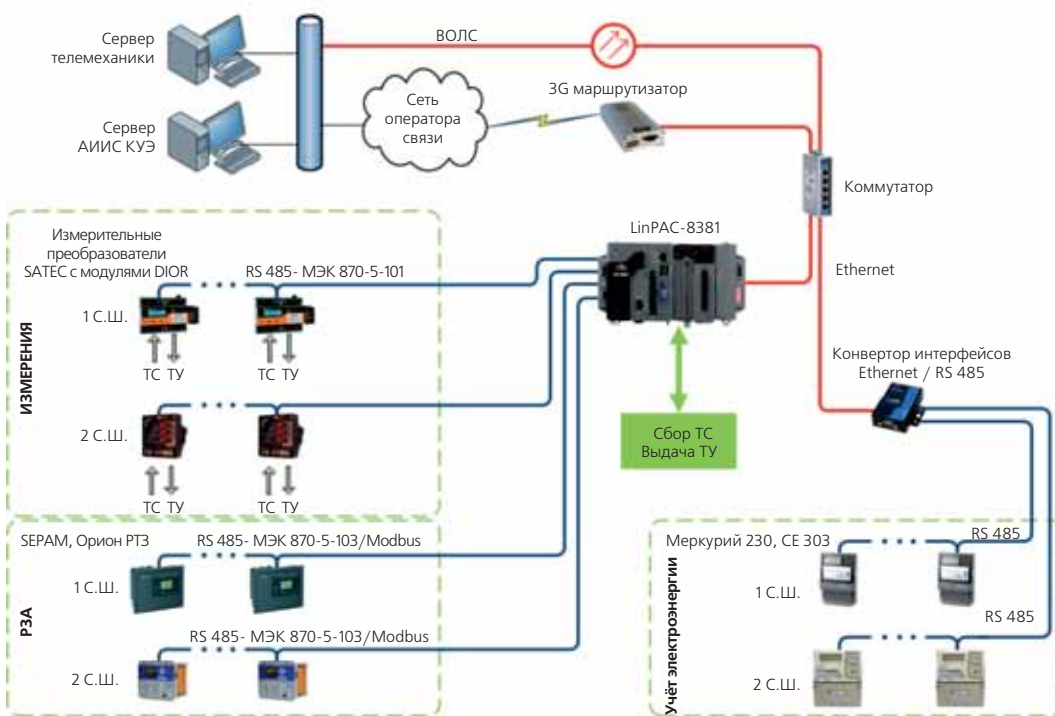 Сервер
телемеханики
ВОЛС
3G маршрутизатор
Сеть
оператора
связи
Сервер
АИИС КУЭ
Коммутатор
LinPAC-8381
Ethernet
Измерительные
преобразователи
SATEC с модулями DIOR
RS 485- МЭК 870-5-101
1 С.Ш.
ТС ТУ
ТС ТУ
ИЗМЕРЕНИЯ
2 С.Ш.
ТС ТУ
ТС ТУ
Конвертор интерфейсов
Ethernet / RS 485
Сбор ТС
Выдача ТУ
SEPAM, Орион РТЗ
RS 485- МЭК 870-5-103/Modbus
1 С.Ш.
РЗА
RS 485- МЭК 870-5-103/Modbus
2 С.Ш.
Меркурий 230, СЕ 303
RS 485
1 С.Ш.
Учёт электроэнергии
RS 485
2 С.Ш.